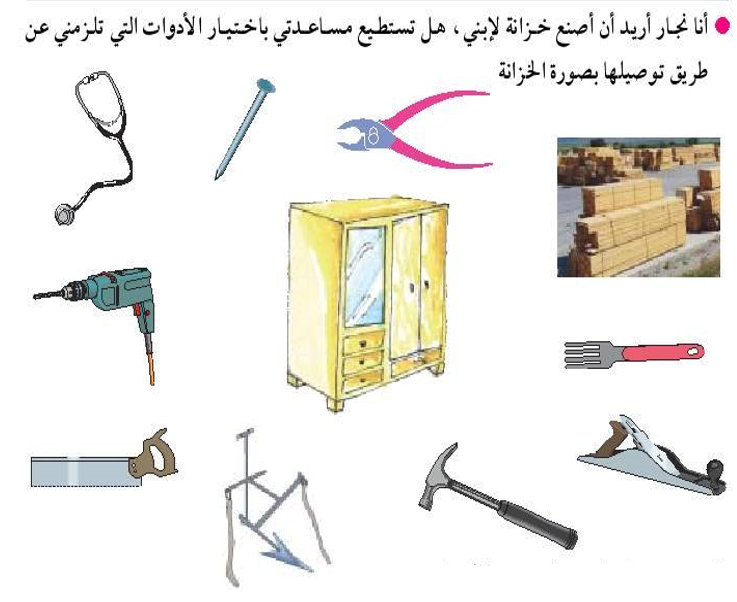 أنا نجار أريد أن أصنع خزانة لإبني ، هل تستطيع مساعدتي باختيار الأدوات التي تلزمني عن
طريق توصيلها بصورة الخزانة